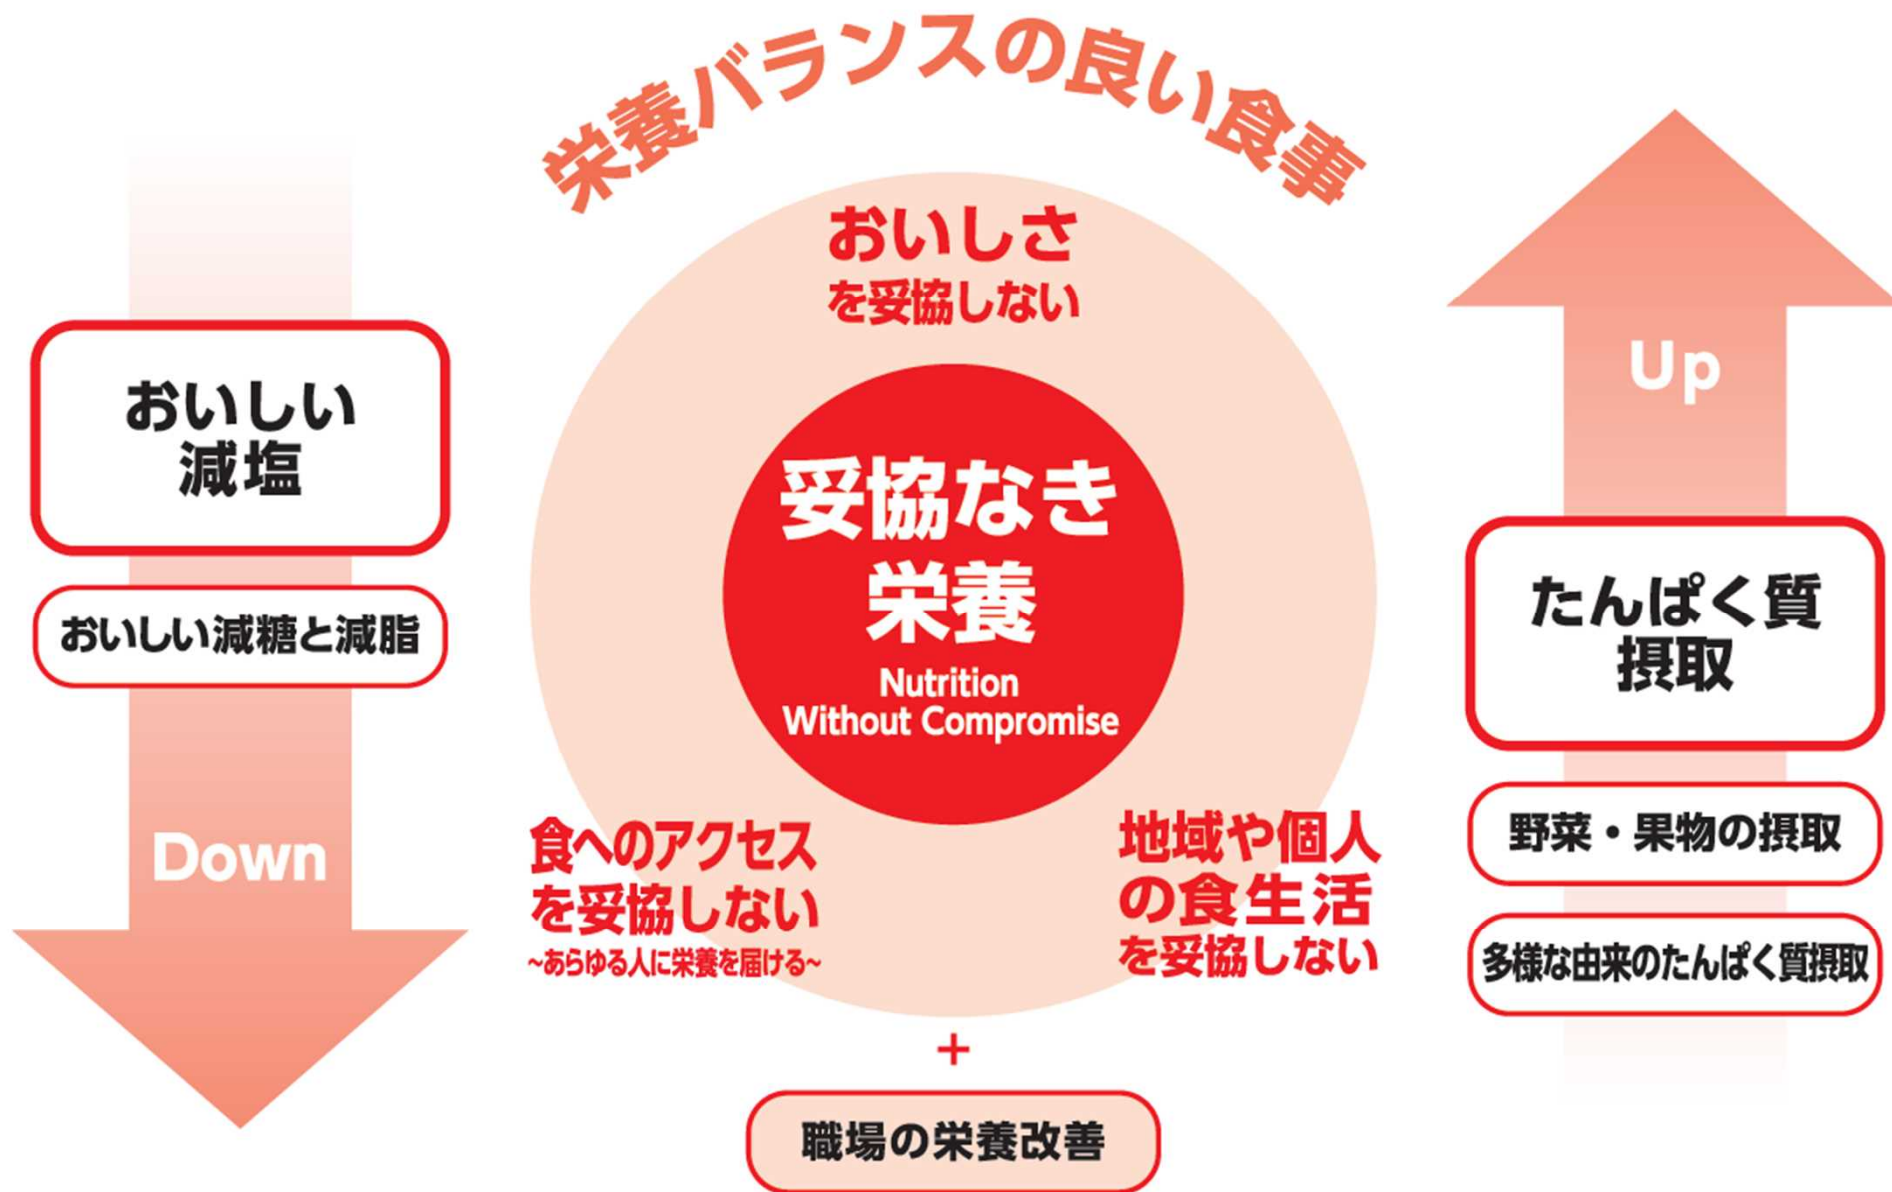 栄養バランスの良い食事
おいしい
減塩
おいしい減糖と減脂
Down
おいしさ
を妥協しない
妥協なき
栄養
Nutrition
Without Compromise
食へのアクセス
を妥協しない
~あらゆる人に栄養を届ける~
地域や個人
の食生活
を妥協しない
+
職場の栄養改善
Up
たんぱく質
摂取
野菜・果物の摂取
多様な由来のたんぱく質摂取